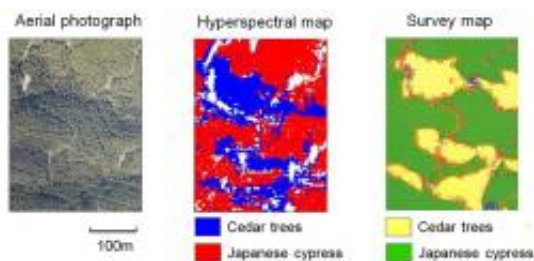 Aerial photograph
Hyperspectral map
Survey map
100m
Cedar trees
Japanese cypress
Cedar trees
Japanese cypress